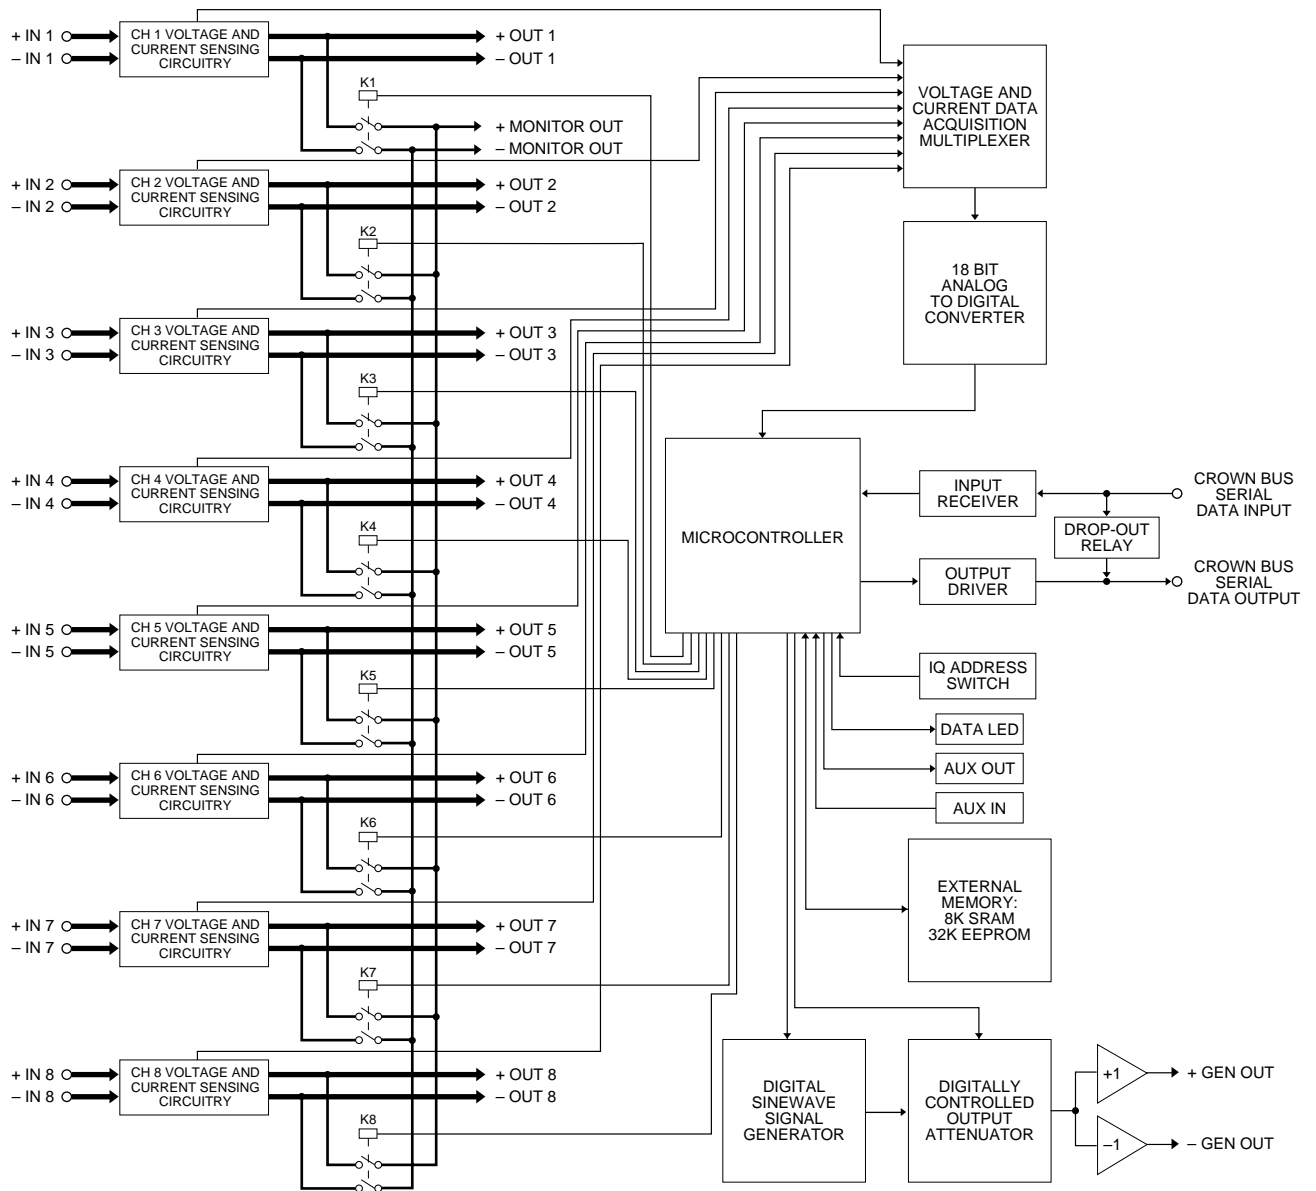 + IN 1
– IN 1
CH 1 VOLTAGE AND
CURRENT SENSING
CIRCUITRY
+ OUT 1
– OUT 1
K1
+ MONITOR OUT
– MONITOR OUT
+ IN 2
– IN 2
CH 2 VOLTAGE AND
CURRENT SENSING
CIRCUITRY
+ OUT 2
– OUT 2
K2
+ IN 3
– IN 3
CH 3 VOLTAGE AND
CURRENT SENSING
CIRCUITRY
+ OUT 3
– OUT 3
K3
+ IN 4
– IN 4
CH 4 VOLTAGE AND
CURRENT SENSING
CIRCUITRY
+ OUT 4
– OUT 4
K4
+ IN 5
– IN 5
CH 5 VOLTAGE AND
CURRENT SENSING
CIRCUITRY
+ OUT 5
– OUT 5
K5
+ IN 6
– IN 6
CH 6 VOLTAGE AND
CURRENT SENSING
CIRCUITRY
+ OUT 6
– OUT 6
K6
+ IN 7
– IN 7
CH 7 VOLTAGE AND
CURRENT SENSING
CIRCUITRY
+ OUT 7
– OUT 7
K7
+ IN 8
– IN 8
CH 8 VOLTAGE AND
CURRENT SENSING
CIRCUITRY
+ OUT 8
– OUT 8
K8
VOLTAGE AND
CURRENT DATA
ACQUISITION
MULTIPLEXER
18 BIT
ANALOG
TO DIGITAL
CONVERTER
MICROCONTROLLER
INPUT
RECEIVER
CROWN BUS
SERIAL
DATA INPUT
DROP-OUT
RELAY
OUTPUT
DRIVER
CROWN BUS
SERIAL
DATA OUTPUT
IQ ADDRESS
SWITCH
DATA LED
AUX OUT
AUX IN
EXTERNAL
MEMORY:
8K SRAM
32K EEPROM
DIGITAL
SINEWAVE
SIGNAL
GENERATOR
DIGITALLY
CONTROLLED
OUTPUT
ATTENUATOR
+1
+ GEN OUT
–1
– GEN OUT